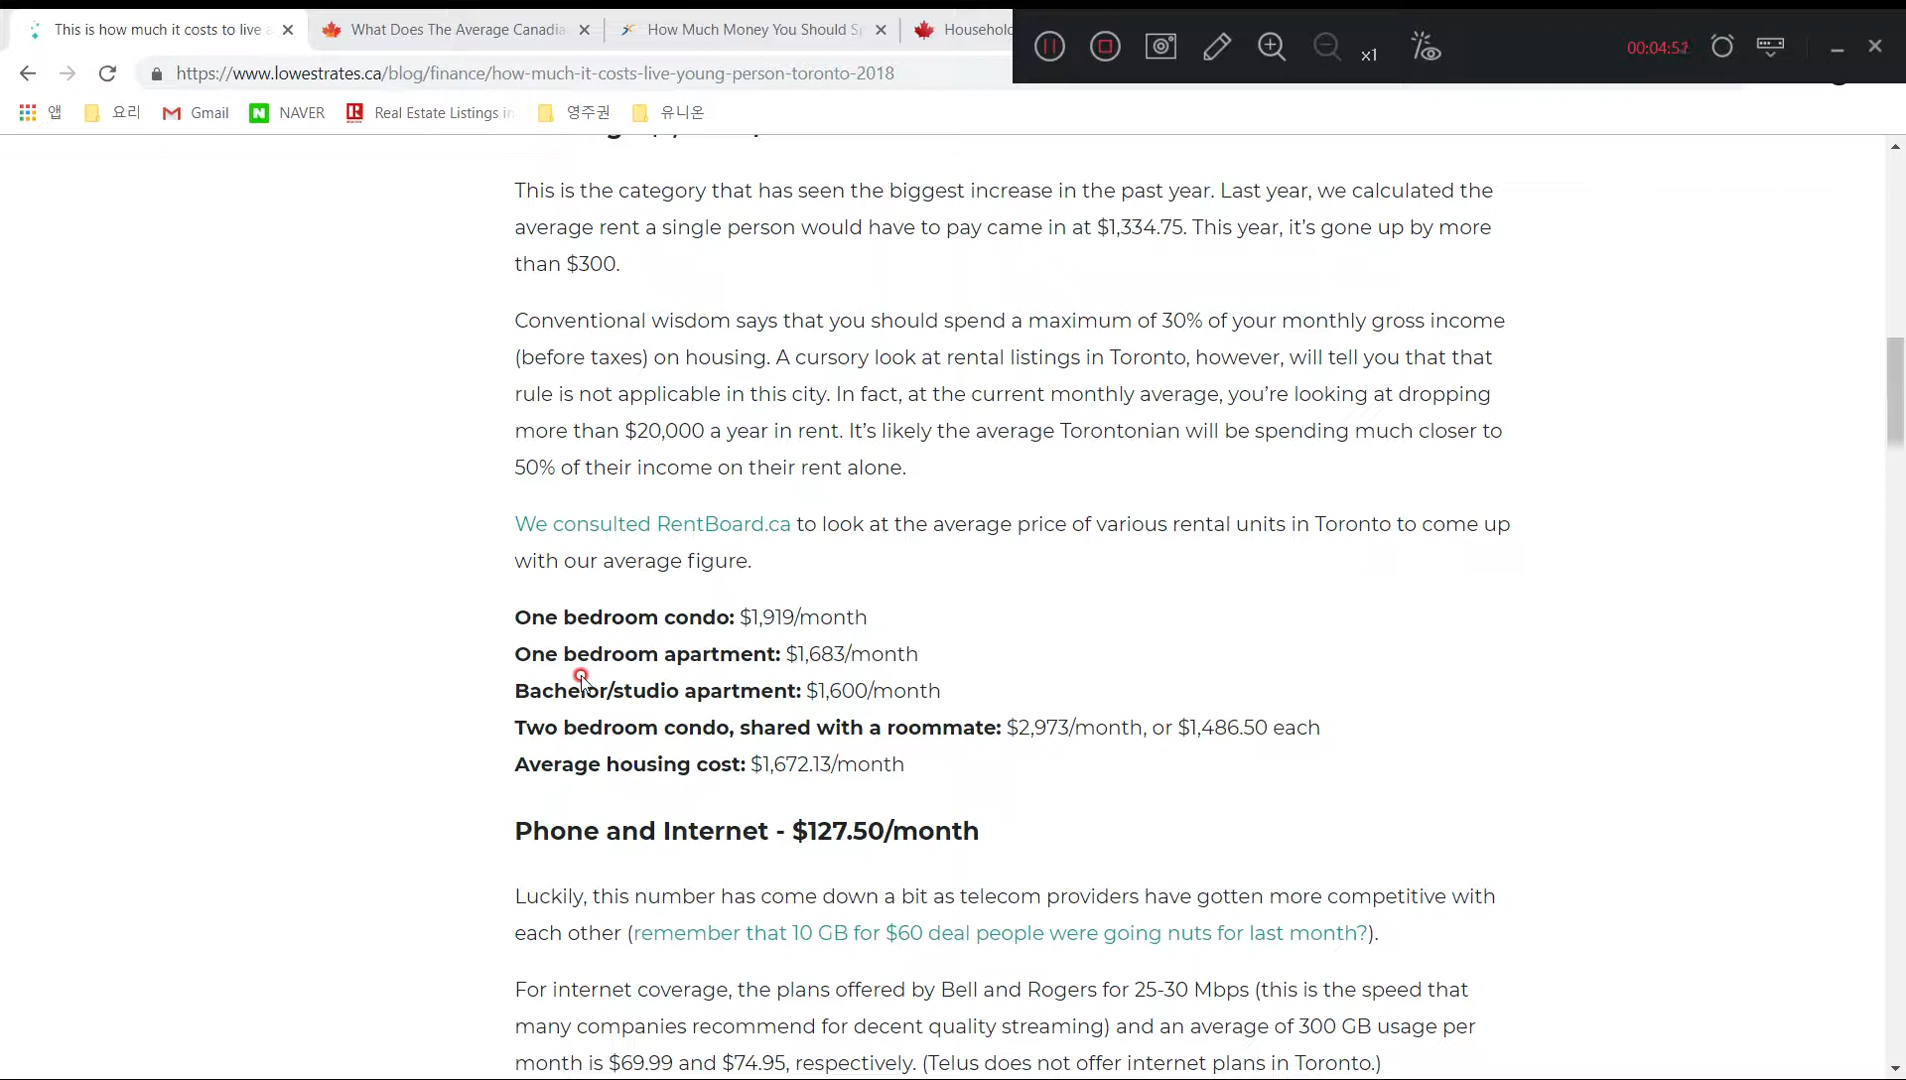 This is how much it costs to live a
What Does The Average Canadia
How Much Money You Should Sp
Househol
x1
00:04:51
https://www.lowestrates.ca/blog/finance/how-much-it-costs-live-young-person-toronto-2018
앱
요리
Gmail
NAVER
Real Estate Listings in
영주권
유니온
This is the category that has seen the biggest increase in the past year. Last year, we calculated the
average rent a single person would have to pay came in at $1,334.75. This year, it’s gone up by more
than $300.
Conventional wisdom says that you should spend a maximum of 30% of your monthly gross income
(before taxes) on housing. A cursory look at rental listings in Toronto, however, will tell you that that
rule is not applicable in this city. In fact, at the current monthly average, you’re looking at dropping
more than $20,000 a year in rent. It’s likely the average Torontonian will be spending much closer to
50% of their income on their rent alone.
We consulted RentBoard.ca to look at the average price of various rental units in Toronto to come up
with our average figure.
One bedroom condo: $1,919/month
One bedroom apartment: $1,683/month
Bachelor/studio apartment: $1,600/month
Two bedroom condo, shared with a roommate: $2,973/month, or $1,486.50 each
Average housing cost: $1,672.13/month
Phone and Internet - $127.50/month
Luckily, this number has come down a bit as telecom providers have gotten more competitive with
each other (remember that 10 GB for $60 deal people were going nuts for last month?).
For internet coverage, the plans offered by Bell and Rogers for 25-30 Mbps (this is the speed that
many companies recommend for decent quality streaming) and an average of 300 GB usage per
month is $69.99 and $74.95, respectively. (Telus does not offer internet plans in Toronto.)